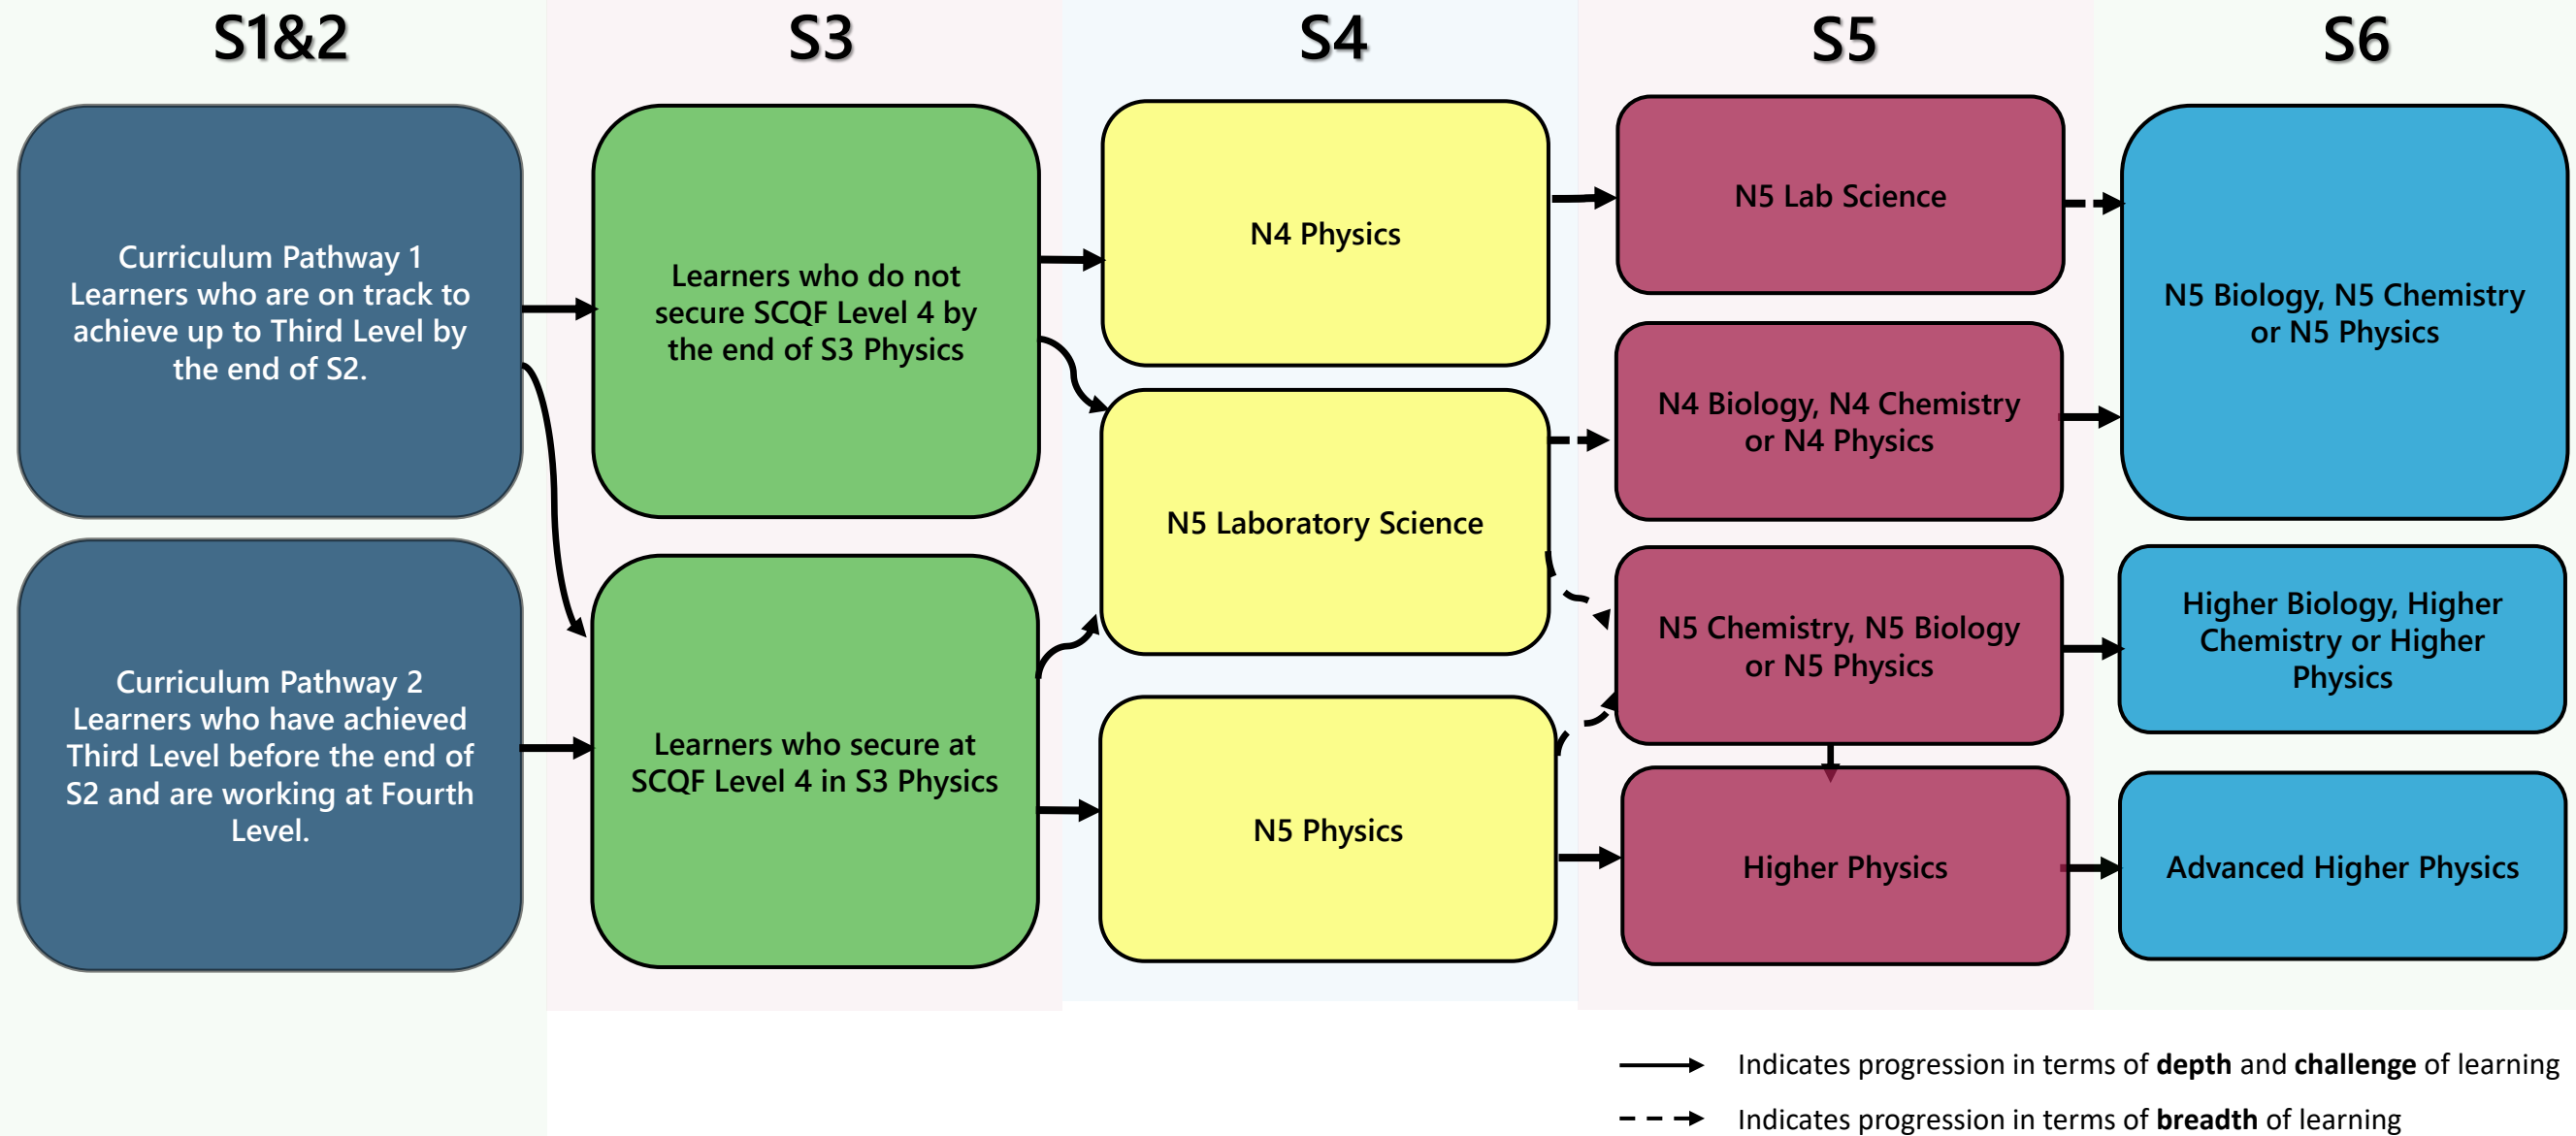 S1&2
S3
S4
S5
S6
Curriculum Pathway 1
Learners who are on track to
achieve up to Third Level by
the end of S2.
Curriculum Pathway 2
Learners who have achieved
Third Level before the end of
S2 and are working at Fourth
Level.
Learners who do not
secure SCQF Level 4 by
the end of S3 Physics
Learners who secure at
SCQF Level 4 in S3 Physics
N4 Physics
N5 Laboratory Science
N5 Physics
N5 Lab Science
N4 Biology, N4 Chemistry
or N4 Physics
N5 Chemistry, N5 Biology
or N5 Physics
Higher Physics
N5 Biology, N5 Chemistry
or N5 Physics
Higher Biology, Higher
Chemistry or Higher
Physics
Advanced Higher Physics
Indicates progression in terms of depth and challenge of learning
Indicates progression in terms of breadth of learning